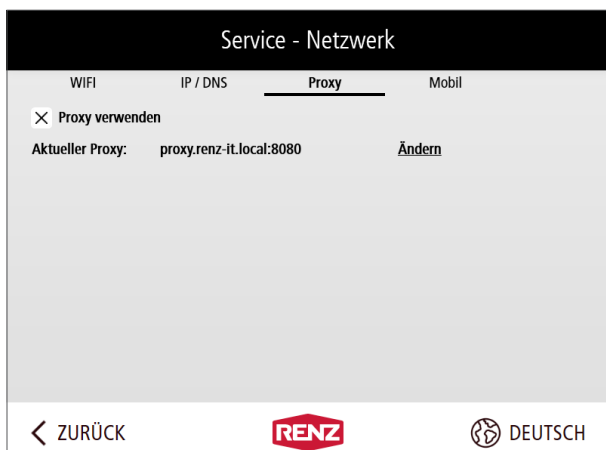 Service - Netzwerk
WIFI IP / DNS Proxy Mobil
Proxy verwenden
Aktueller Proxy: proxy.renz-it.local:8080 Ändern
ZURÜCK RENZ DEUTSCH